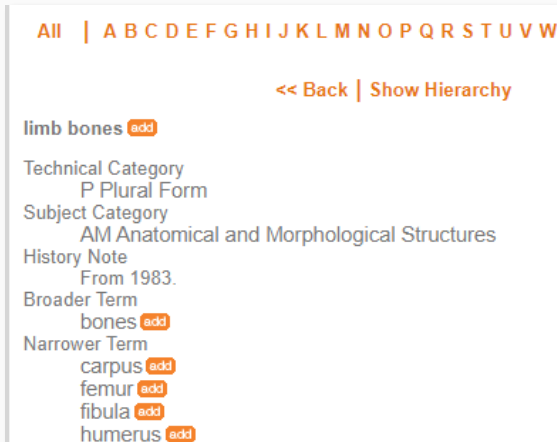 All | A B C D E F G H I J K L M N O P Q R S T U V W
<< Back | Show Hierarchy
limb bones add
Technical Category
P Plural Form
Subject Category
AM Anatomical and Morphological Structures
History Note
From 1983.
Broader Term
bones add
Narrower Term
carpus add
femur add
fibula add
humerus add